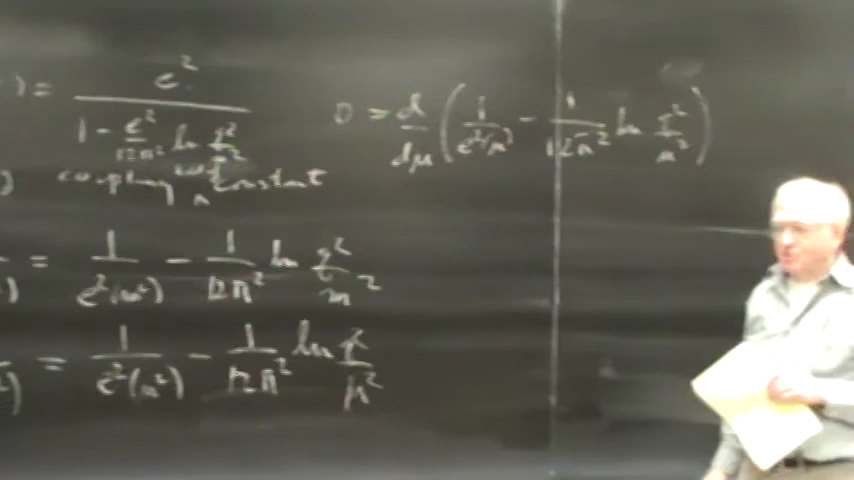 ) = e² / (1 - e²/12π² ln q²/m²)
) coupling not constant
) = 1/e²(m²) - 1/12π² ln q²/m²
) = 1/e²(μ²) - 1/12π² ln q²/μ²
0 = d/dμ ( 1/e²(μ²) - 1/12π² ln q²/μ² )